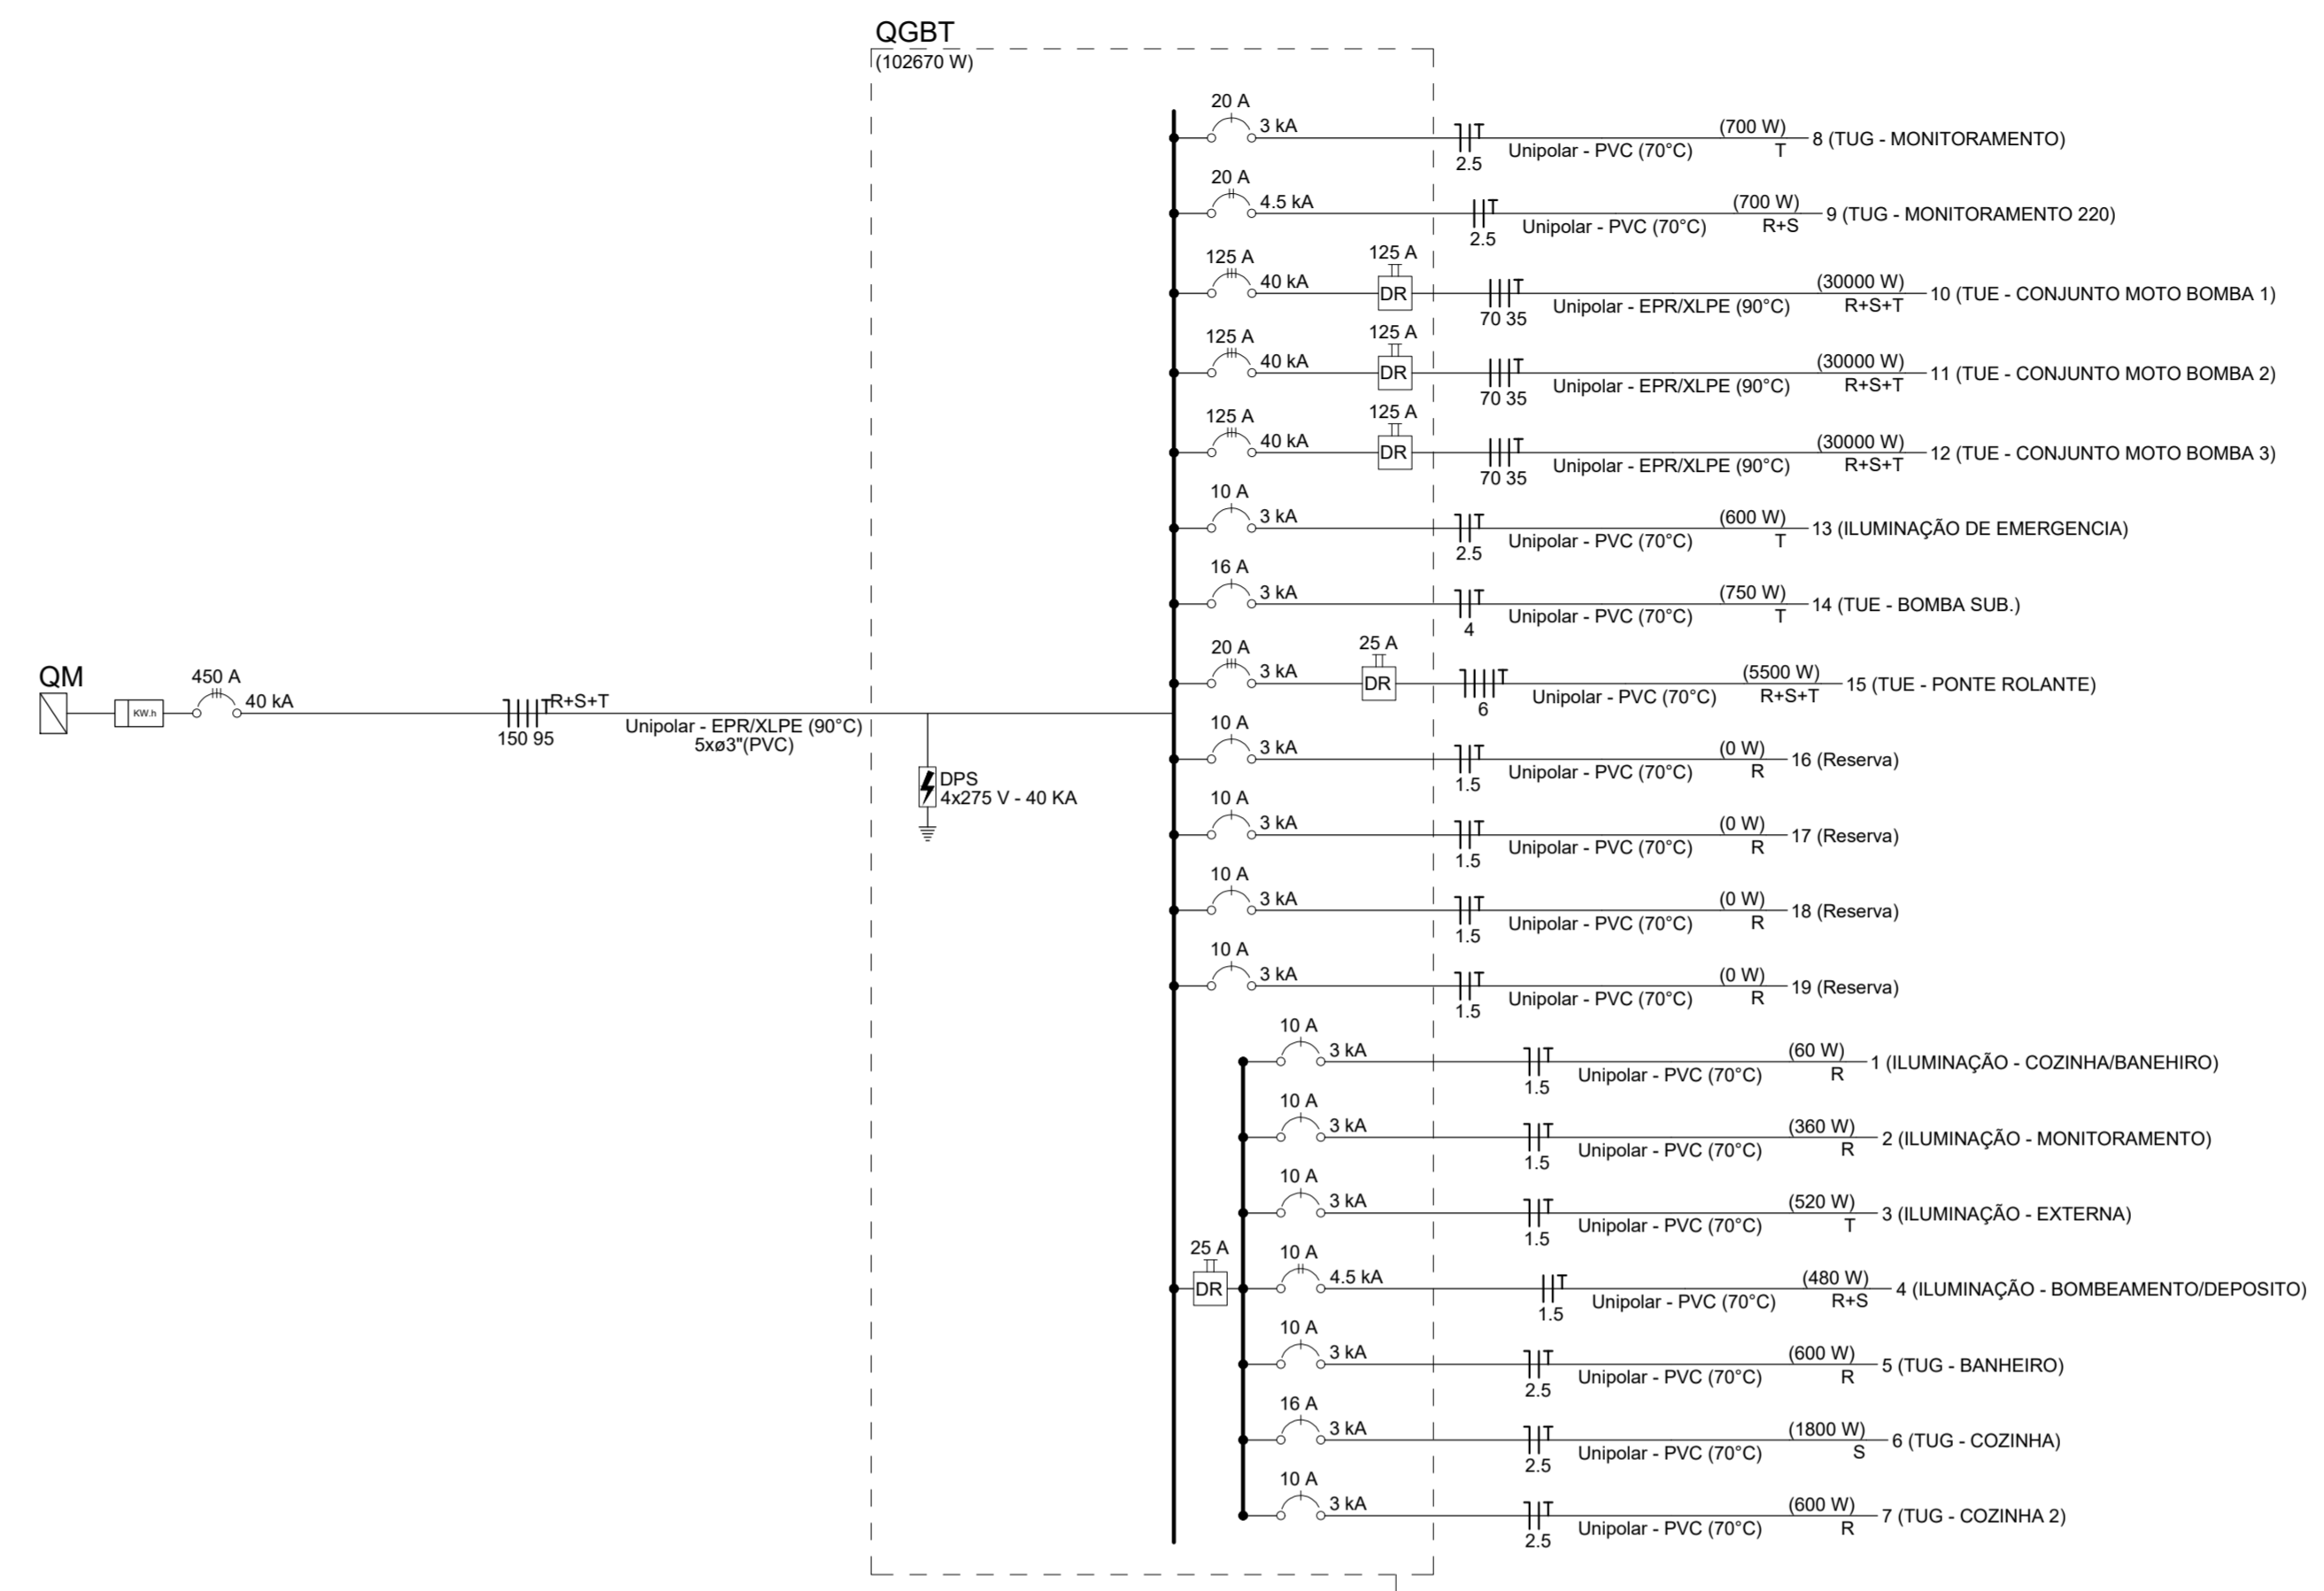 QGBT
(102670 W)
20 A
3 kA
T
2.5
Unipolar - PVC (70°C)
(700 W)
T
8 (TUG - MONITORAMENTO)
20 A
4.5 kA
T
2.5
Unipolar - PVC (70°C)
(700 W)
R+S
9 (TUG - MONITORAMENTO 220)
125 A
40 kA
125 A
DR
T
70 35
Unipolar - EPR/XLPE (90°C)
(30000 W)
R+S+T
10 (TUE - CONJUNTO MOTO BOMBA 1)
125 A
40 kA
125 A
DR
T
70 35
Unipolar - EPR/XLPE (90°C)
(30000 W)
R+S+T
11 (TUE - CONJUNTO MOTO BOMBA 2)
125 A
40 kA
125 A
DR
T
70 35
Unipolar - EPR/XLPE (90°C)
(30000 W)
R+S+T
12 (TUE - CONJUNTO MOTO BOMBA 3)
10 A
3 kA
T
2.5
Unipolar - PVC (70°C)
(600 W)
T
13 (ILUMINAÇÃO DE EMERGENCIA)
16 A
3 kA
T
4
Unipolar - PVC (70°C)
(750 W)
T
14 (TUE - BOMBA SUB.)
20 A
3 kA
25 A
DR
T
6
Unipolar - PVC (70°C)
(5500 W)
R+S+T
15 (TUE - PONTE ROLANTE)
QM
KW.h
450 A
40 kA
T
R+S+T
150 95
Unipolar - EPR/XLPE (90°C)
5xø3"(PVC)
DPS
4x275 V - 40 KA
10 A
3 kA
T
1.5
Unipolar - PVC (70°C)
(0 W)
R
16 (Reserva)
10 A
3 kA
T
1.5
Unipolar - PVC (70°C)
(0 W)
R
17 (Reserva)
10 A
3 kA
T
1.5
Unipolar - PVC (70°C)
(0 W)
R
18 (Reserva)
10 A
3 kA
T
1.5
Unipolar - PVC (70°C)
(0 W)
R
19 (Reserva)
25 A
DR
10 A
3 kA
T
1.5
Unipolar - PVC (70°C)
(60 W)
R
1 (ILUMINAÇÃO - COZINHA/BANEHIRO)
10 A
3 kA
T
1.5
Unipolar - PVC (70°C)
(360 W)
R
2 (ILUMINAÇÃO - MONITORAMENTO)
10 A
3 kA
T
1.5
Unipolar - PVC (70°C)
(520 W)
T
3 (ILUMINAÇÃO - EXTERNA)
10 A
4.5 kA
T
1.5
Unipolar - PVC (70°C)
(480 W)
R+S
4 (ILUMINAÇÃO - BOMBEAMENTO/DEPOSITO)
10 A
3 kA
T
2.5
Unipolar - PVC (70°C)
(600 W)
R
5 (TUG - BANHEIRO)
16 A
3 kA
T
2.5
Unipolar - PVC (70°C)
(1800 W)
S
6 (TUG - COZINHA)
10 A
3 kA
T
2.5
Unipolar - PVC (70°C)
(600 W)
R
7 (TUG - COZINHA 2)